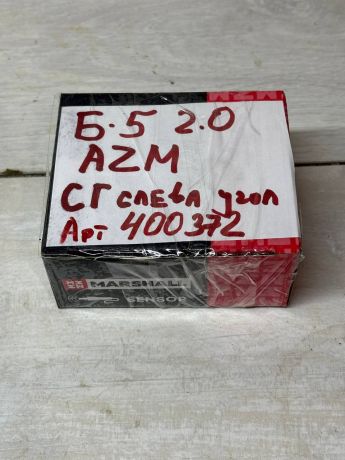 Б.5 2.0
AZM
СГ слева угол
Арт 400372
MARSHALL
SENSOR